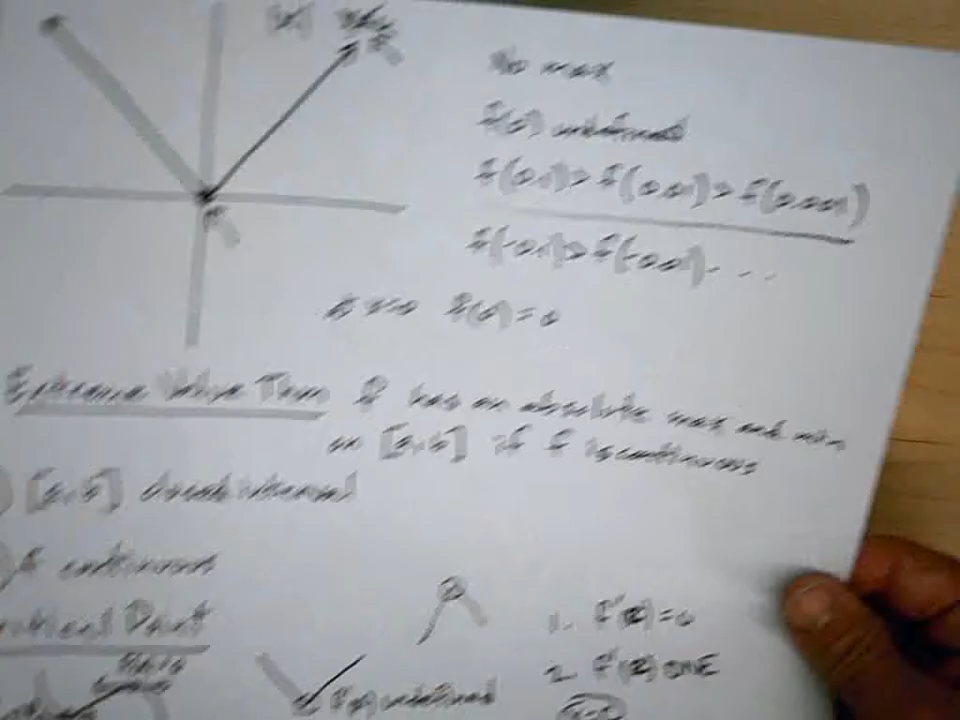 |x|
No max
f(0) undefined
f(0.1) > f(0.01) > f(0.001)
f(-0.1) > f(-0.01) . . .
f(0) = 0
Extreme Value Thm f has an absolute max and min
on [a,b] if f is continuous
[a,b] closed interval
f continuous
Critical Point
1. f'(c) = 0
2. f'(c) DNE
undefined